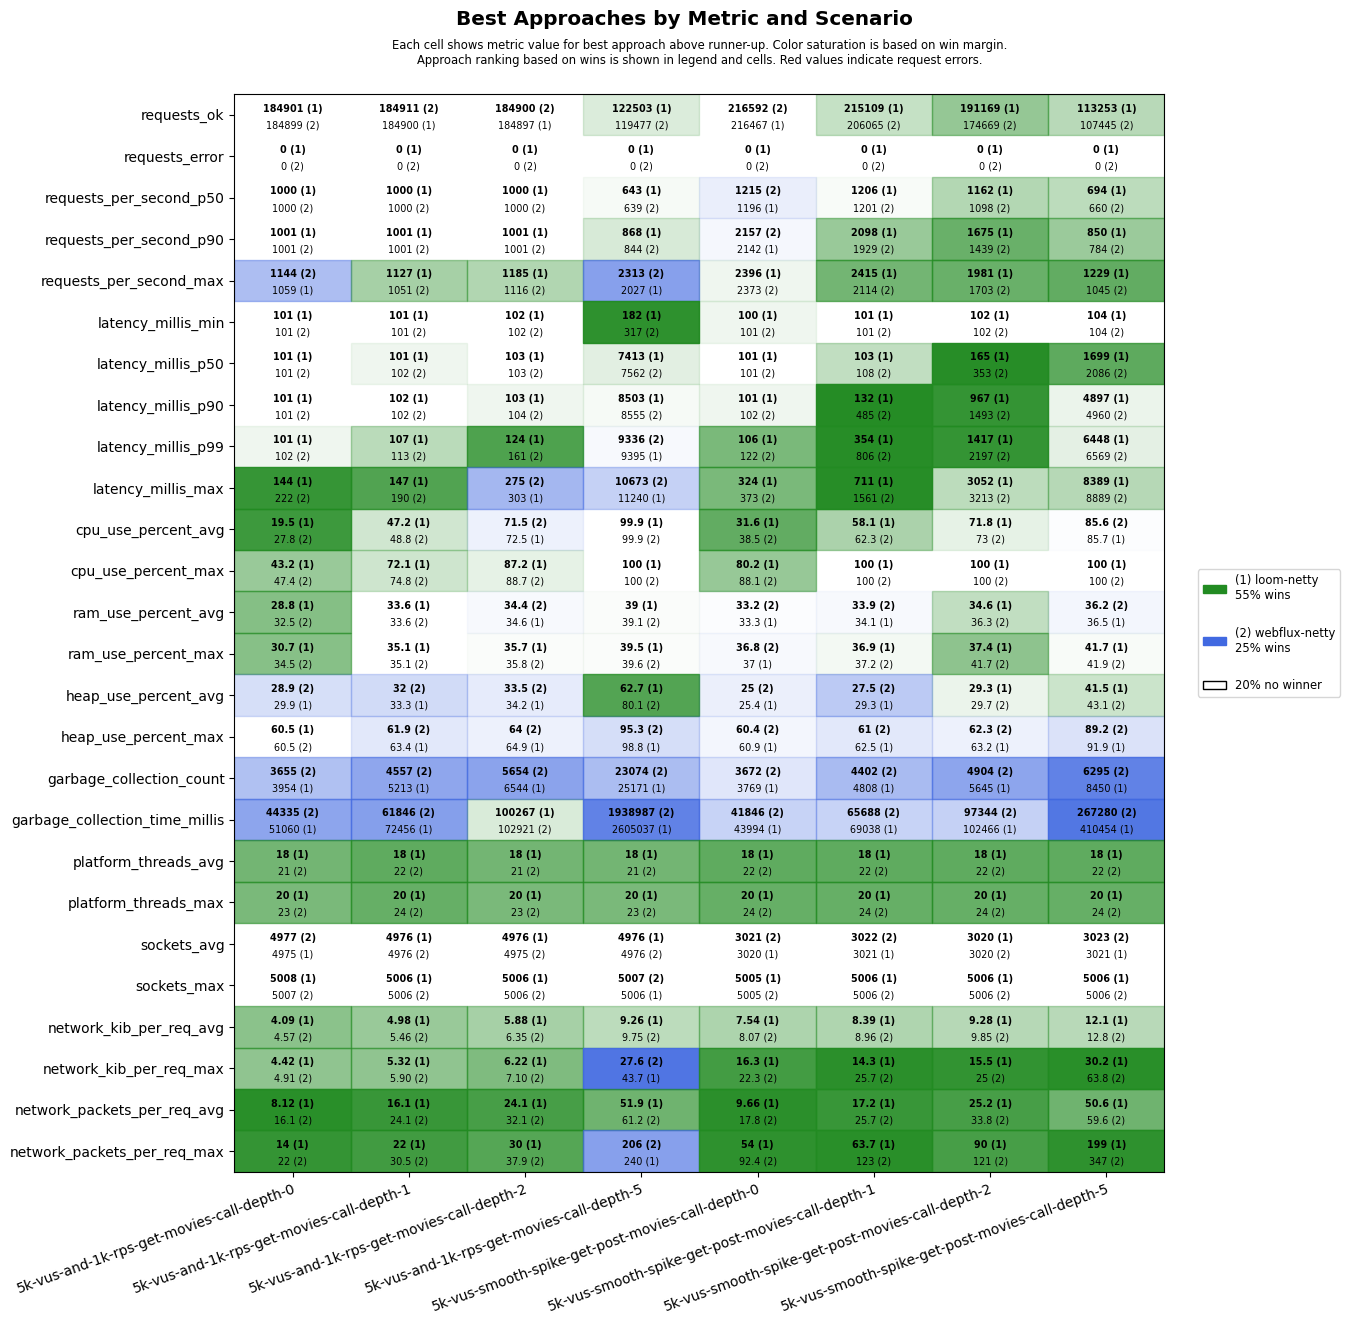 Best Approaches by Metric and Scenario
Each cell shows metric value for best approach above runner-up. Color saturation is based on win margin.
Approach ranking based on wins is shown in legend and cells. Red values indicate request errors.
requests_ok
184901 (1) 184911 (2) 184900 (2) 122503 (1) 216592 (2) 215109 (1) 191169 (1) 113253 (1)
184899 (2) 184900 (1) 184897 (1) 119477 (2) 216467 (1) 206065 (2) 174669 (2) 107445 (2)
requests_error
0 (1) 0 (1) 0 (1) 0 (1) 0 (1) 0 (1) 0 (1) 0 (1)
0 (2) 0 (2) 0 (2) 0 (2) 0 (2) 0 (2) 0 (2) 0 (2)
requests_per_second_p50
1000 (1) 1000 (1) 1000 (1) 643 (1) 1215 (2) 1206 (1) 1162 (1) 694 (1)
1000 (2) 1000 (2) 1000 (2) 639 (2) 1196 (1) 1201 (2) 1098 (2) 660 (2)
requests_per_second_p90
1001 (1) 1001 (1) 1001 (1) 868 (1) 2157 (2) 2098 (1) 1675 (1) 850 (1)
1001 (2) 1001 (2) 1001 (2) 844 (2) 2142 (1) 1929 (2) 1439 (2) 784 (2)
requests_per_second_max
1144 (2) 1127 (1) 1185 (1) 2313 (2) 2396 (1) 2415 (1) 1981 (1) 1229 (1)
1059 (1) 1051 (2) 1116 (2) 2027 (1) 2373 (2) 2114 (2) 1703 (2) 1045 (2)
latency_millis_min
101 (1) 101 (1) 102 (1) 182 (1) 100 (1) 101 (1) 102 (1) 104 (1)
101 (2) 101 (2) 102 (2) 317 (2) 101 (2) 101 (2) 102 (2) 104 (2)
latency_millis_p50
101 (1) 101 (1) 103 (1) 7413 (1) 101 (1) 103 (1) 165 (1) 1699 (1)
101 (2) 102 (2) 103 (2) 7562 (2) 101 (2) 108 (2) 353 (2) 2086 (2)
latency_millis_p90
101 (1) 102 (1) 103 (1) 8503 (1) 101 (1) 132 (1) 967 (1) 4897 (1)
101 (2) 102 (2) 104 (2) 8555 (2) 102 (2) 485 (2) 1493 (2) 4960 (2)
latency_millis_p99
101 (1) 107 (1) 124 (1) 9336 (2) 106 (1) 354 (1) 1417 (1) 6448 (1)
102 (2) 113 (2) 161 (2) 9395 (1) 122 (2) 806 (2) 2197 (2) 6569 (2)
latency_millis_max
144 (1) 147 (1) 275 (2) 10673 (2) 324 (1) 711 (1) 3052 (1) 8389 (1)
222 (2) 190 (2) 303 (1) 11240 (1) 373 (2) 1561 (2) 3213 (2) 8889 (2)
cpu_use_percent_avg
19.5 (1) 47.2 (1) 71.5 (2) 99.9 (1) 31.6 (1) 58.1 (1) 71.8 (1) 85.6 (2)
27.8 (2) 48.8 (2) 72.5 (1) 99.9 (2) 38.5 (2) 62.3 (2) 73 (2) 85.7 (1)
cpu_use_percent_max
43.2 (1) 72.1 (1) 87.2 (1) 100 (1) 80.2 (1) 100 (1) 100 (1) 100 (1)
47.4 (2) 74.8 (2) 88.7 (2) 100 (2) 88.1 (2) 100 (2) 100 (2) 100 (2)
ram_use_percent_avg
28.8 (1) 33.6 (1) 34.4 (2) 39 (1) 33.2 (2) 33.9 (2) 34.6 (1) 36.2 (2)
32.5 (2) 33.6 (2) 34.6 (1) 39.1 (2) 33.3 (1) 34.1 (1) 36.3 (2) 36.5 (1)
ram_use_percent_max
30.7 (1) 35.1 (1) 35.7 (1) 39.5 (1) 36.8 (2) 36.9 (1) 37.4 (1) 41.7 (1)
34.5 (2) 35.1 (2) 35.8 (2) 39.6 (2) 37 (1) 37.2 (2) 41.7 (2) 41.9 (2)
heap_use_percent_avg
28.9 (2) 32 (2) 33.5 (2) 62.7 (1) 25 (2) 27.5 (2) 29.3 (1) 41.5 (1)
29.9 (1) 33.3 (1) 34.2 (1) 80.1 (2) 25.4 (1) 29.3 (1) 29.7 (2) 43.1 (2)
heap_use_percent_max
60.5 (1) 61.9 (2) 64 (2) 95.3 (2) 60.4 (2) 61 (2) 62.3 (2) 89.2 (2)
60.5 (2) 63.4 (1) 64.9 (1) 98.8 (1) 60.9 (1) 62.5 (1) 63.2 (1) 91.9 (1)
garbage_collection_count
3655 (2) 4557 (2) 5654 (2) 23074 (2) 3672 (2) 4402 (2) 4904 (2) 6295 (2)
3954 (1) 5213 (1) 6544 (1) 25171 (1) 3769 (1) 4808 (1) 5645 (1) 8450 (1)
garbage_collection_time_millis
44335 (2) 61846 (2) 100267 (1) 1938987 (2) 41846 (2) 65688 (2) 97344 (2) 267280 (2)
51060 (1) 72456 (1) 102921 (2) 2605037 (1) 43994 (1) 69038 (1) 102466 (1) 410454 (1)
platform_threads_avg
18 (1) 18 (1) 18 (1) 18 (1) 18 (1) 18 (1) 18 (1) 18 (1)
21 (2) 22 (2) 21 (2) 21 (2) 22 (2) 22 (2) 22 (2) 22 (2)
platform_threads_max
20 (1) 20 (1) 20 (1) 20 (1) 20 (1) 20 (1) 20 (1) 20 (1)
23 (2) 24 (2) 23 (2) 23 (2) 24 (2) 24 (2) 24 (2) 24 (2)
sockets_avg
4977 (2) 4976 (1) 4976 (1) 4976 (1) 3021 (2) 3022 (2) 3020 (1) 3023 (2)
4975 (1) 4976 (2) 4975 (2) 4976 (2) 3020 (1) 3021 (1) 3020 (2) 3021 (1)
sockets_max
5008 (1) 5006 (1) 5006 (1) 5007 (2) 5005 (1) 5006 (1) 5006 (1) 5006 (1)
5007 (2) 5006 (2) 5006 (2) 5006 (1) 5005 (2) 5006 (2) 5006 (2) 5006 (2)
network_kib_per_req_avg
4.09 (1) 4.98 (1) 5.88 (1) 9.26 (1) 7.54 (1) 8.39 (1) 9.28 (1) 12.1 (1)
4.57 (2) 5.46 (2) 6.35 (2) 9.75 (2) 8.07 (2) 8.96 (2) 9.85 (2) 12.8 (2)
network_kib_per_req_max
4.42 (1) 5.32 (1) 6.22 (1) 27.6 (2) 16.3 (1) 14.3 (1) 15.5 (1) 30.2 (1)
4.91 (2) 5.90 (2) 7.10 (2) 43.7 (1) 22.3 (2) 25.7 (2) 25 (2) 63.8 (2)
network_packets_per_req_avg
8.12 (1) 16.1 (1) 24.1 (1) 51.9 (1) 9.66 (1) 17.2 (1) 25.2 (1) 50.6 (1)
16.1 (2) 24.1 (2) 32.1 (2) 61.2 (2) 17.8 (2) 25.7 (2) 33.8 (2) 59.6 (2)
network_packets_per_req_max
14 (1) 22 (1) 30 (1) 206 (2) 54 (1) 63.7 (1) 90 (1) 199 (1)
22 (2) 30.5 (2) 37.9 (2) 240 (1) 92.4 (2) 123 (2) 121 (2) 347 (2)
5k-vus-and-1k-rps-get-movies-call-depth-0
5k-vus-and-1k-rps-get-movies-call-depth-1
5k-vus-and-1k-rps-get-movies-call-depth-2
5k-vus-and-1k-rps-get-movies-call-depth-5
5k-vus-smooth-spike-get-post-movies-call-depth-0
5k-vus-smooth-spike-get-post-movies-call-depth-1
5k-vus-smooth-spike-get-post-movies-call-depth-2
5k-vus-smooth-spike-get-post-movies-call-depth-5
(1) loom-netty
55% wins
(2) webflux-netty
25% wins
20% no winner